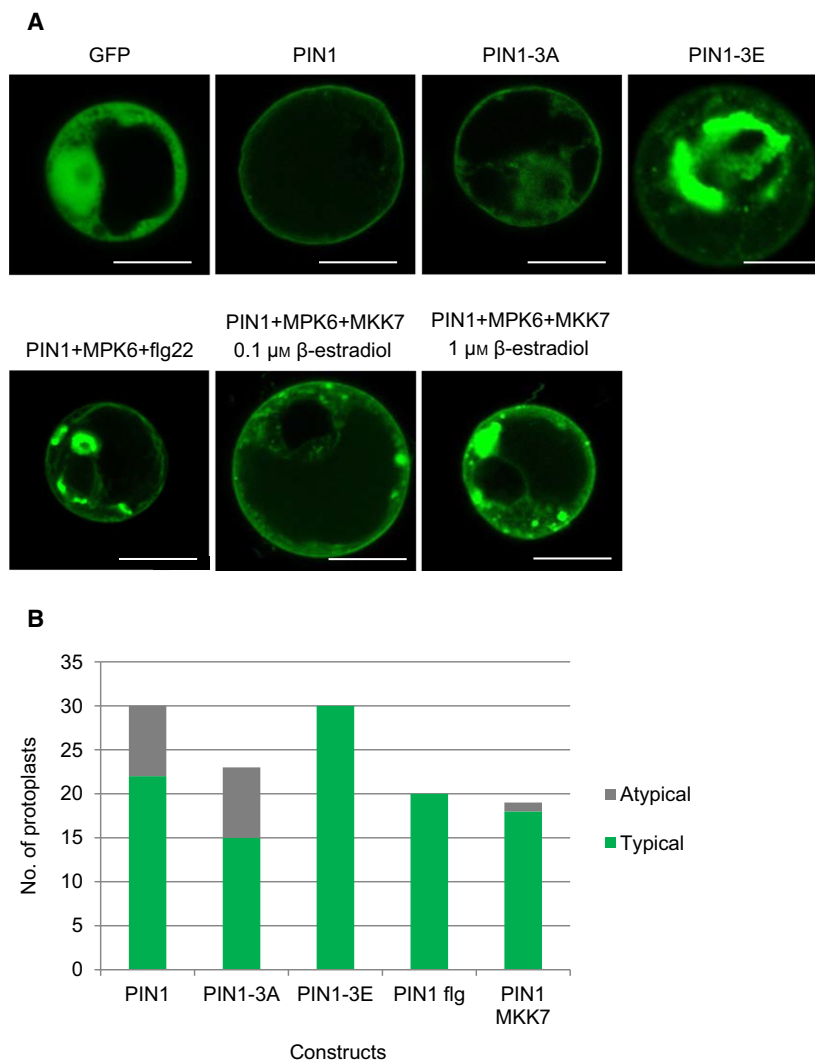 A
GFP
PIN1
PIN1-3A
PIN1-3E
PIN1+MPK6+flg22
PIN1+MPK6+MKK7
0.1 μM β-estradiol
PIN1+MPK6+MKK7
1 μM β-estradiol
B
35
30
25
20
15
10
5
0
No. of protoplasts
PIN1
PIN1-3A
PIN1-3E
PIN1 flg
PIN1
MKK7
Constructs
Atypical
Typical